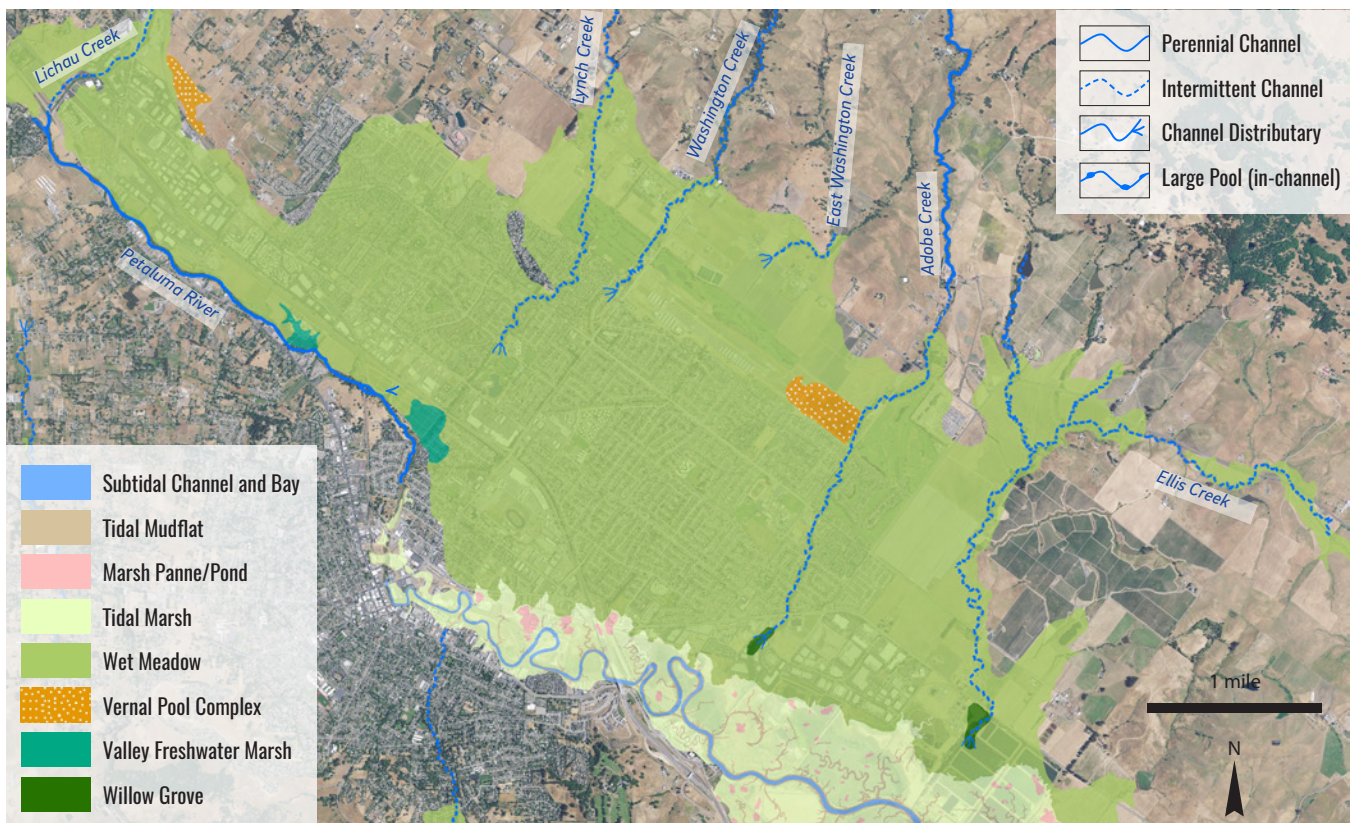 Lichau Creek
Lynch Creek
Washington Creek
East Washington Creek
Adobe Creek
Petaluma River
Ellis Creek
Perennial Channel
Intermittent Channel
Channel Distributary
Large Pool (in-channel)
Subtidal Channel and Bay
Tidal Mudflat
Marsh Panne/Pond
Tidal Marsh
Wet Meadow
Vernal Pool Complex
Valley Freshwater Marsh
Willow Grove
1 mile
N